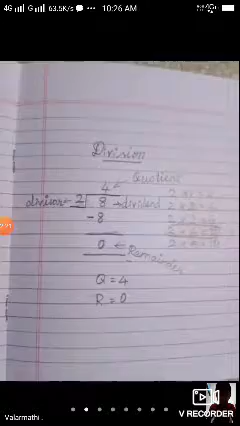 4G G 63.5K/s 10:26 AM
Division
Quotient
4
divisor 2 8 dividend
-8
0 Remainder
Q = 4
R = 0
V RECORDER
Valarmathi .